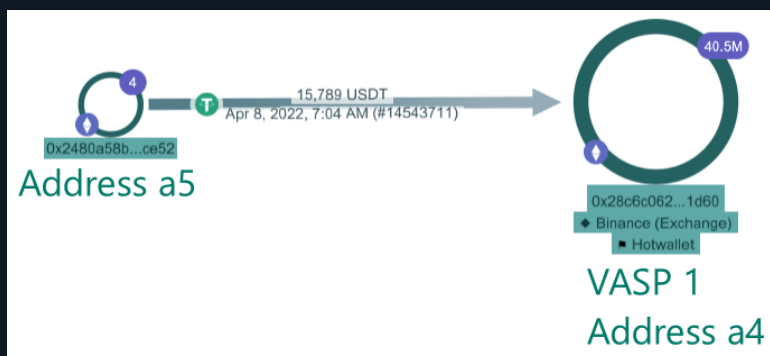 4
15,789 USDT
Apr 8, 2022, 7:04 AM (#14543711)
0x2480a58b...ce52
Address a5
40.5M
0x28c6c062...1d60
Binance (Exchange)
Hotwallet
VASP 1
Address a4